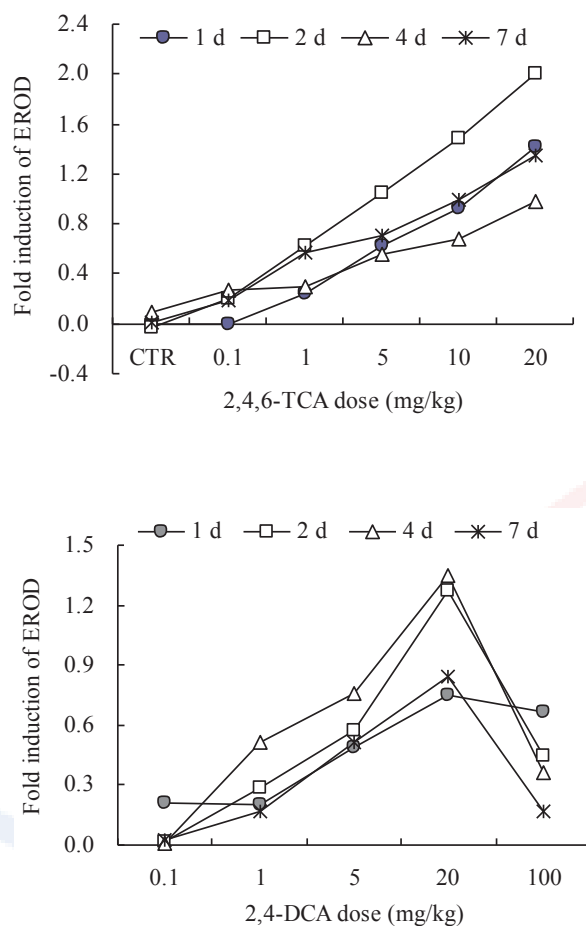 2.4
1 d 2 d 4 d 7 d
2.0
1.6
1.2
0.8
0.4
0.0
-0.4
Fold induction of EROD
CTR 0.1 1 5 10 20
2,4,6-TCA dose (mg/kg)
1 d 2 d 4 d 7 d
1.5
1.2
0.9
0.6
0.3
0.0
Fold induction of EROD
0.1 1 5 20 100
2,4-DCA dose (mg/kg)